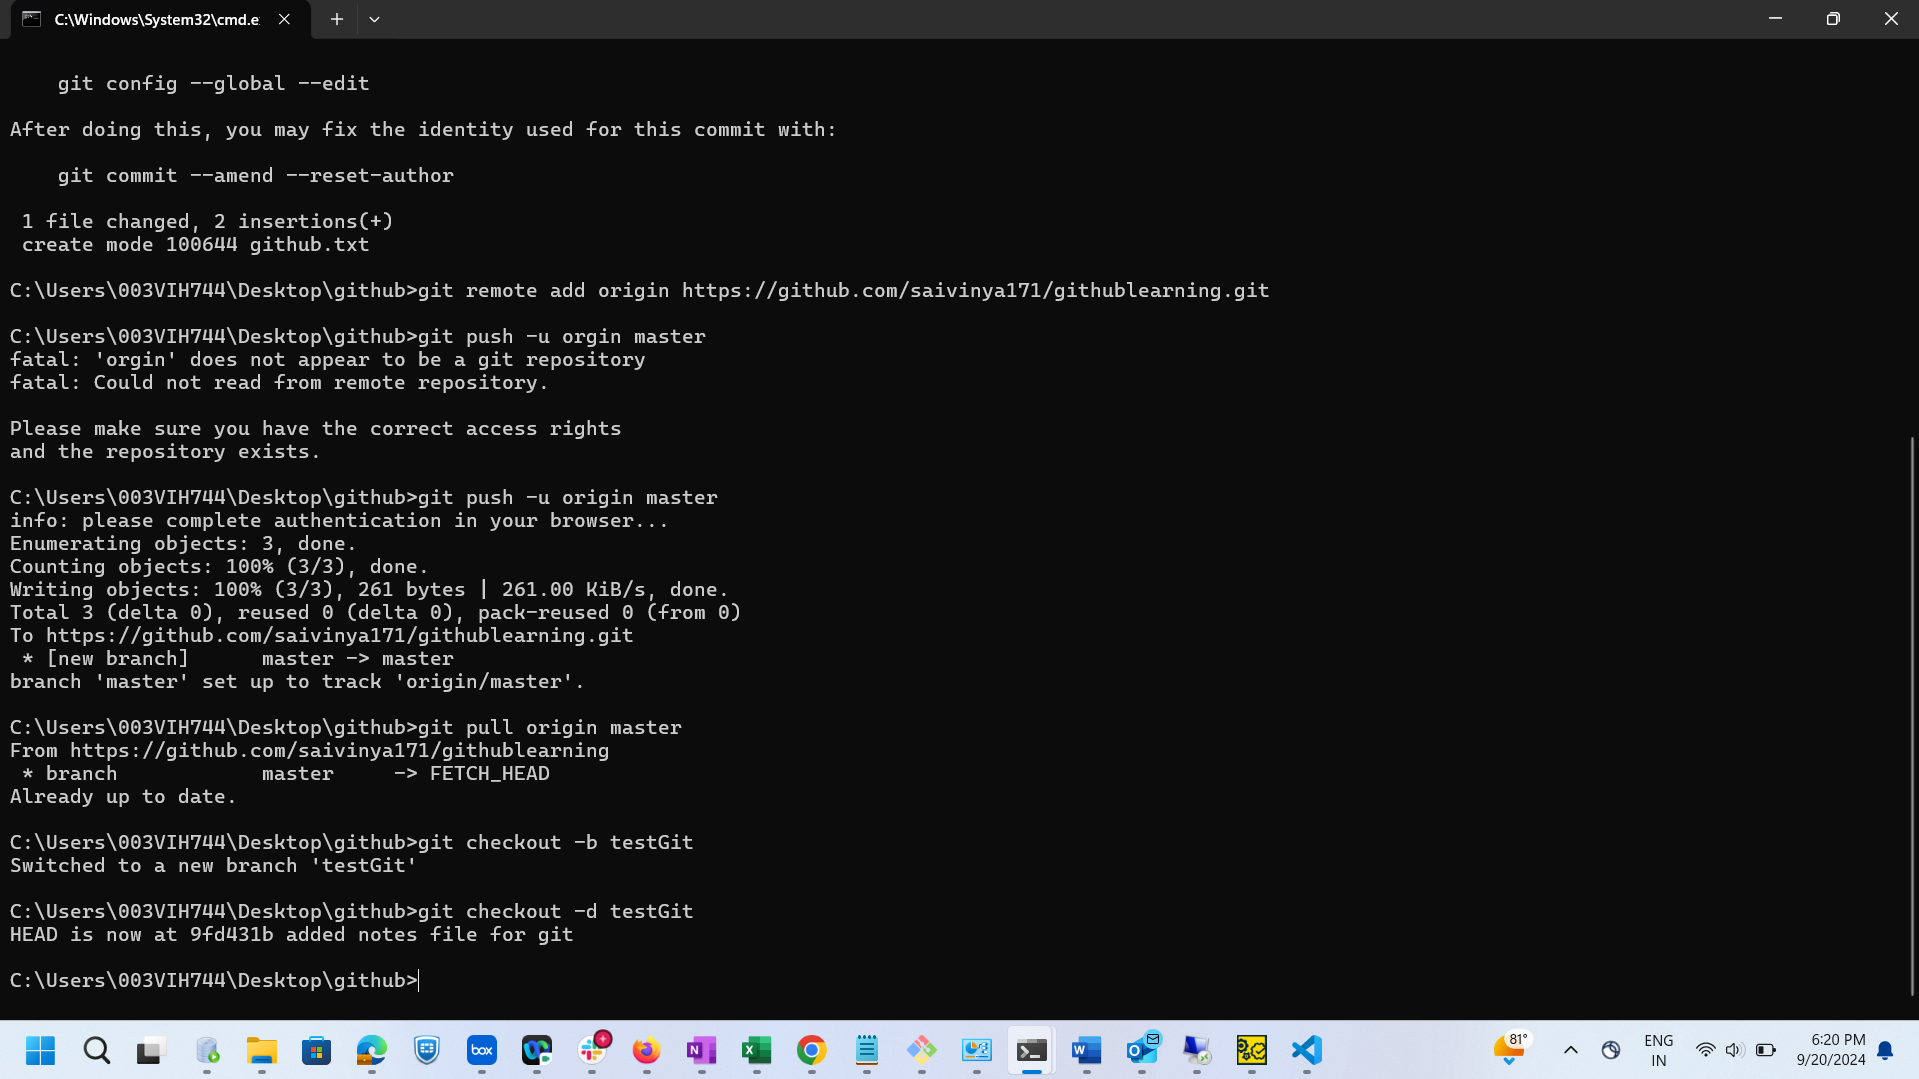 C:\Windows\System32\cmd.e
git config --global --edit
After doing this, you may fix the identity used for this commit with:
git commit --amend --reset-author
1 file changed, 2 insertions(+)
create mode 100644 github.txt
C:\Users\003VIH744\Desktop\github>git remote add origin https://github.com/saivinya171/githublearning.git
C:\Users\003VIH744\Desktop\github>git push -u orgin master
fatal: 'orgin' does not appear to be a git repository
fatal: Could not read from remote repository.
Please make sure you have the correct access rights
and the repository exists.
C:\Users\003VIH744\Desktop\github>git push -u origin master
info: please complete authentication in your browser...
Enumerating objects: 3, done.
Counting objects: 100% (3/3), done.
Writing objects: 100% (3/3), 261 bytes | 261.00 KiB/s, done.
Total 3 (delta 0), reused 0 (delta 0), pack-reused 0 (from 0)
To https://github.com/saivinya171/githublearning.git
* [new branch]      master -> master
branch 'master' set up to track 'origin/master'.
C:\Users\003VIH744\Desktop\github>git pull origin master
From https://github.com/saivinya171/githublearning
* branch            master     -> FETCH_HEAD
Already up to date.
C:\Users\003VIH744\Desktop\github>git checkout -b testGit
Switched to a new branch 'testGit'
C:\Users\003VIH744\Desktop\github>git checkout -d testGit
HEAD is now at 9fd431b added notes file for git
C:\Users\003VIH744\Desktop\github>
box
81°
ENG
IN
6:20 PM
9/20/2024